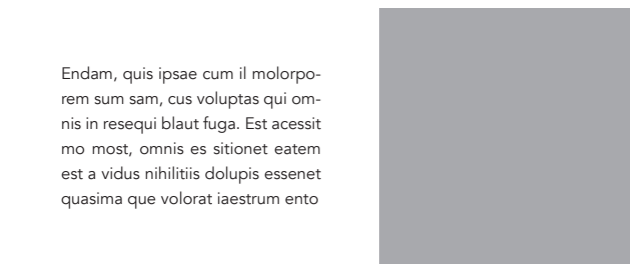 Endam, quis ipsae cum il molorpo-
rem sum sam, cus voluptas qui om-
nis in resequi blaut fuga. Est acessit
mo most, omnis es sitionet eatem
est a vidus nihilitiis dolupis essenet
quasima que volorat iaestrum ento